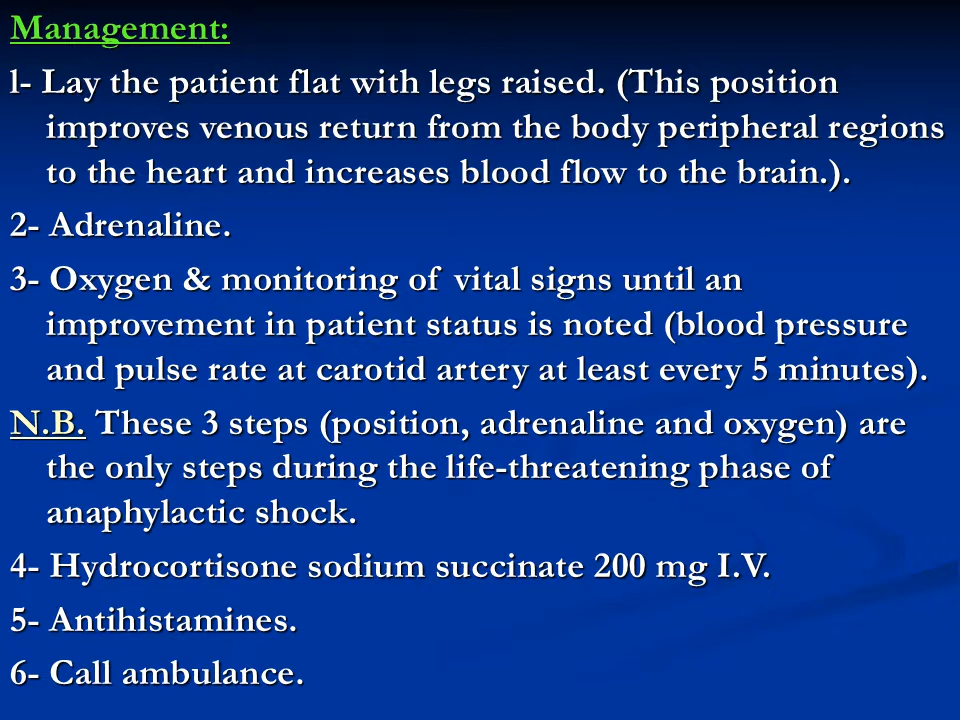 Management:
l- Lay the patient flat with legs raised. (This position
improves venous return from the body peripheral regions
to the heart and increases blood flow to the brain.).
2- Adrenaline.
3- Oxygen & monitoring of vital signs until an
improvement in patient status is noted (blood pressure
and pulse rate at carotid artery at least every 5 minutes).
N.B. These 3 steps (position, adrenaline and oxygen) are
the only steps during the life-threatening phase of
anaphylactic shock.
4- Hydrocortisone sodium succinate 200 mg I.V.
5- Antihistamines.
6- Call ambulance.